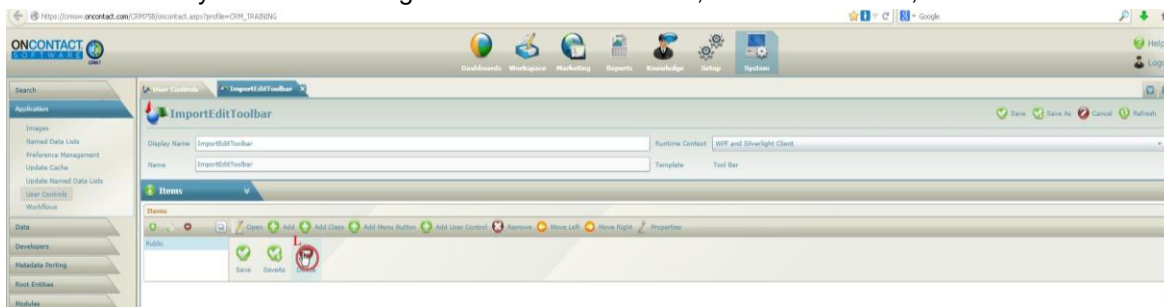 https://crmsw.oncontact.com/CRM75B/oncontact.aspx?profile=CRM_TRAINING
Google
ONCONTACT
SOFTWARE
Dashboards Workspace Marketing Reports Knowledge Setup System
Help
Search
User Controls ImportEditToolbar X
Application
ImportEditToolbar
Save Save As Cancel Refresh
Images
Named Data Lists
Preference Management
Update Cache
Update Named Data Lists
User Controls
Workflows
Display Name ImportEditToolbar Runtime Context WPF and Silverlight Client
Name ImportEditToolbar Template Tool Bar
Items
Items
Open Add Add Class Add Menu Button Add User Control Remove Move Left Move Right Properties
Public
L
Save SaveAs
Data
Developers
Metadata Porting
Root Entities
Modules